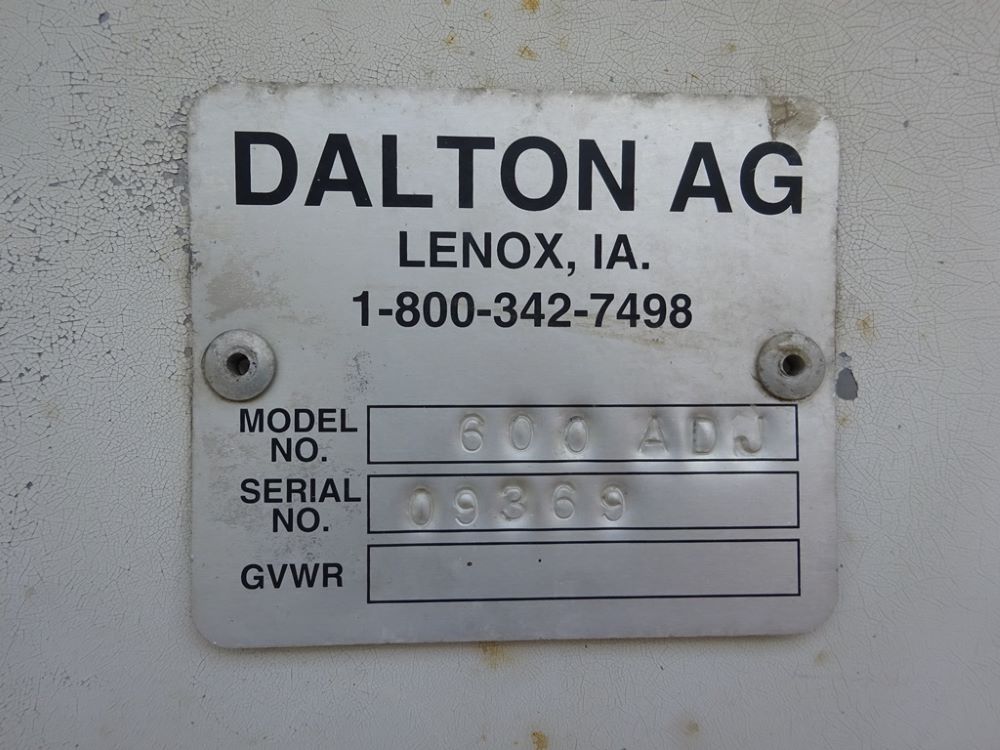 DALTON AG
LENOX, IA.
1-800-342-7498
MODEL NO. 600 ADJ
SERIAL NO. 09369
GVWR